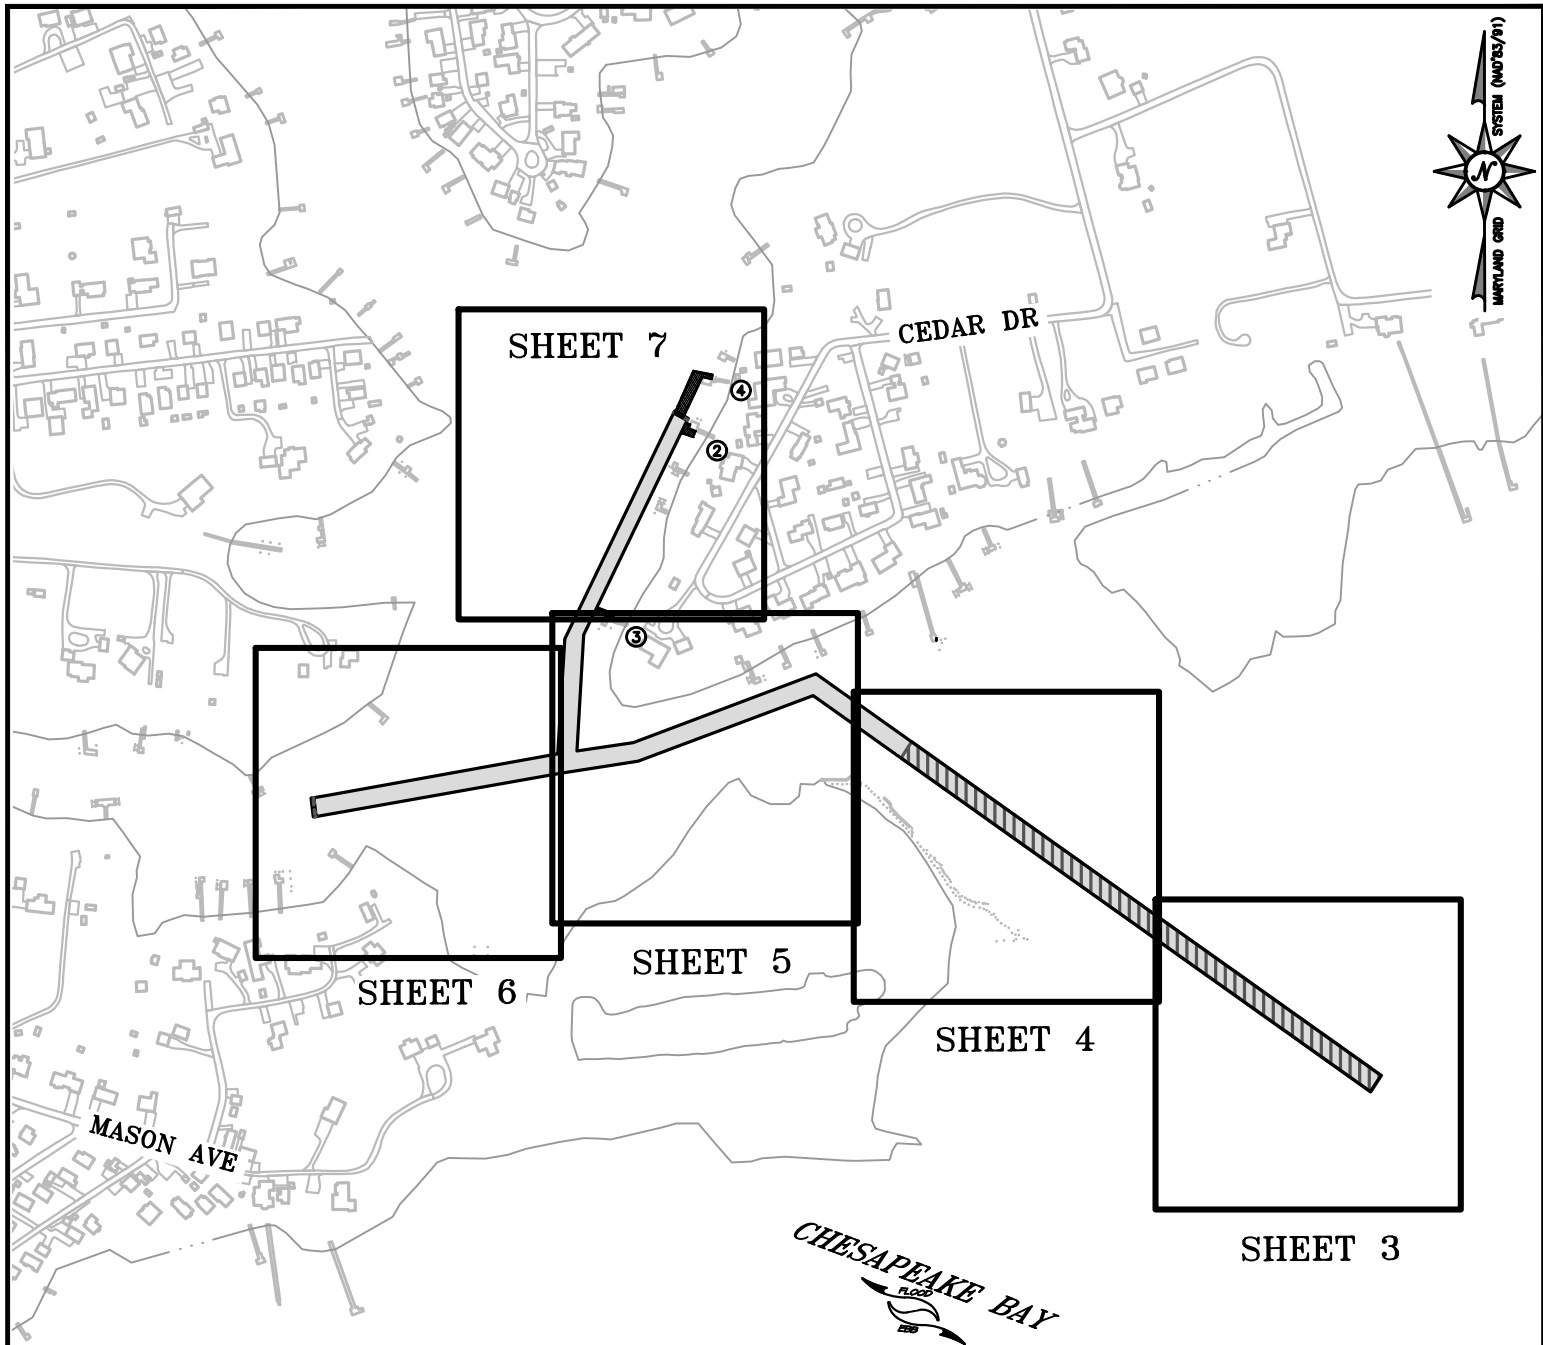 SYSTEM (NAD'83/91)
N
MARYLAND GRID
CEDAR DR
SHEET 7
4
2
3
SHEET 5
SHEET 6
SHEET 4
MASON AVE
SHEET 3
CHESAPEAKE BAY
FLOOD
EBB